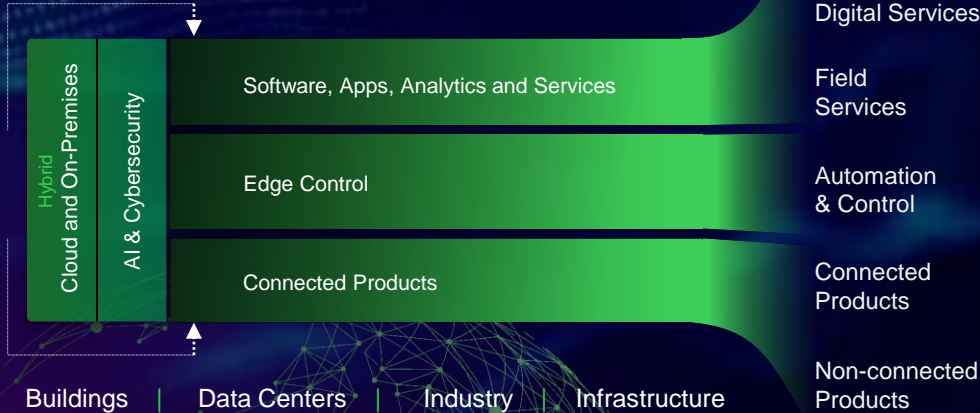 Hybrid
Cloud and On-Premises
AI & Cybersecurity
Software, Apps, Analytics and Services
Edge Control
Connected Products
Digital Services
Field
Services
Automation
& Control
Connected
Products
Non-connected
Products
Buildings | Data Centers | Industry | Infrastructure